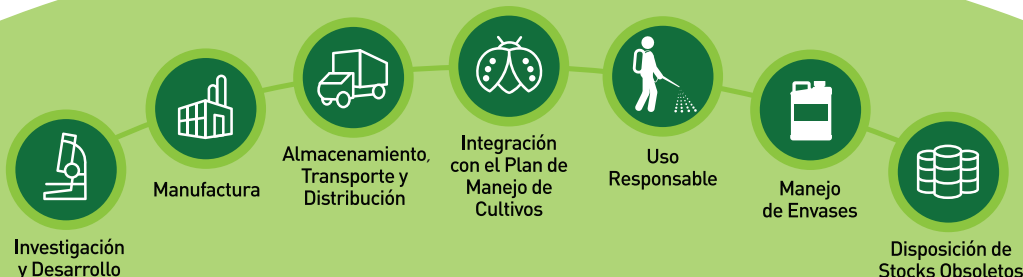 Investigación
y Desarrollo
Manufactura
Almacenamiento,
Transporte y
Distribución
Integración
con el Plan de
Manejo de
Cultivos
Uso
Responsable
Manejo
de Envases
Disposición de
Stocks Obsoletos